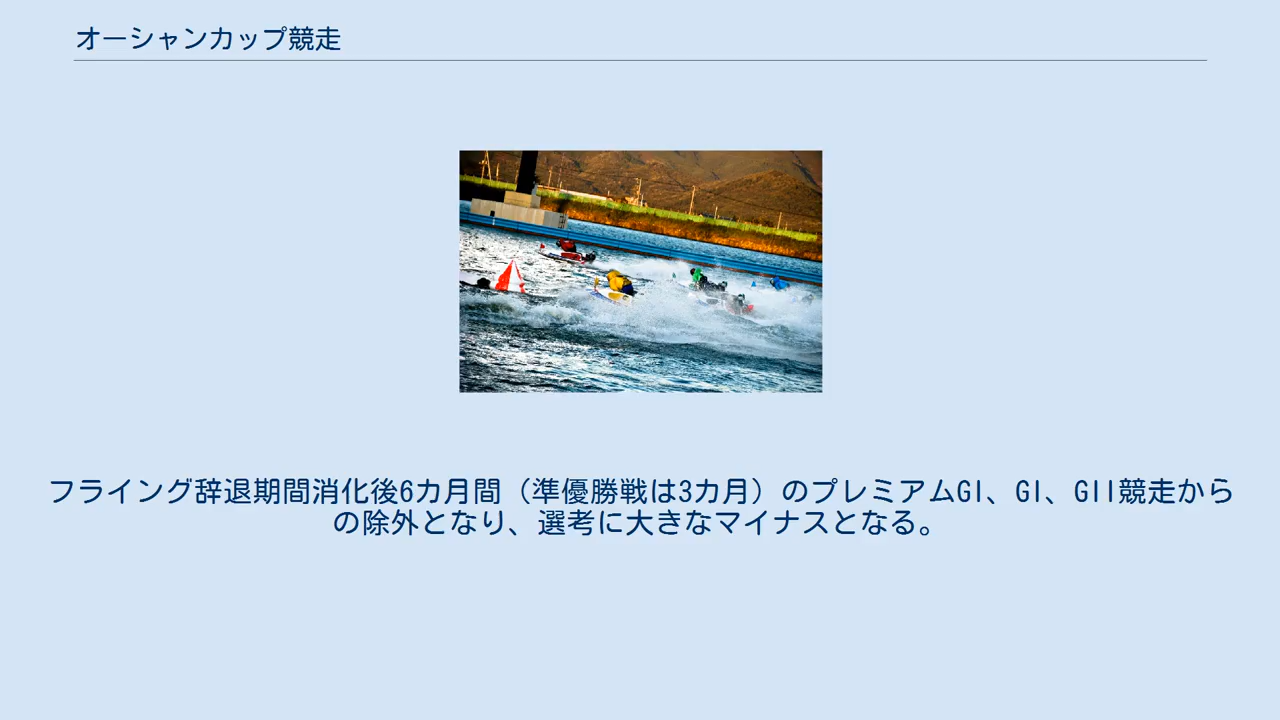 オーシャンカップ競走
フライング辞退期間消化後6カ月間（準優勝戦は3カ月）のプレミアムGI、GI、GII競走から
の除外となり、選考に大きなマイナスとなる。